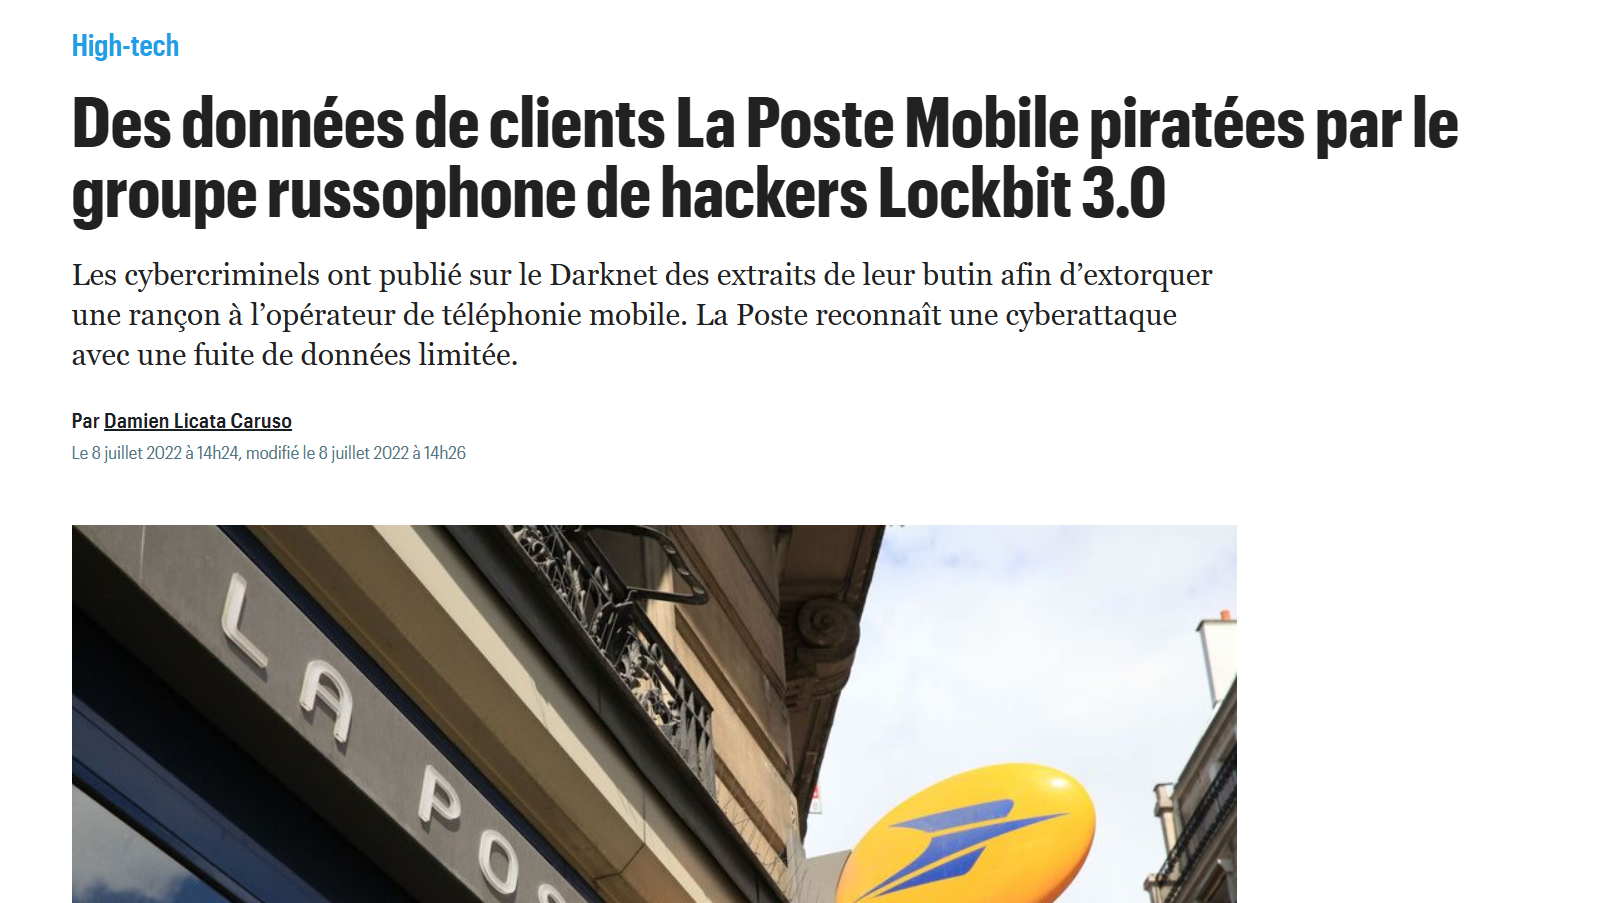 High-tech
Des données de clients La Poste Mobile piratées par le
groupe russophone de hackers Lockbit 3.0
Les cybercriminels ont publié sur le Darknet des extraits de leur butin afin d’extorquer
une rançon à l’opérateur de téléphonie mobile. La Poste reconnaît une cyberattaque
avec une fuite de données limitée.
Par Damien Licata Caruso
Le 8 juillet 2022 à 14h24, modifié le 8 juillet 2022 à 14h26
LA POS